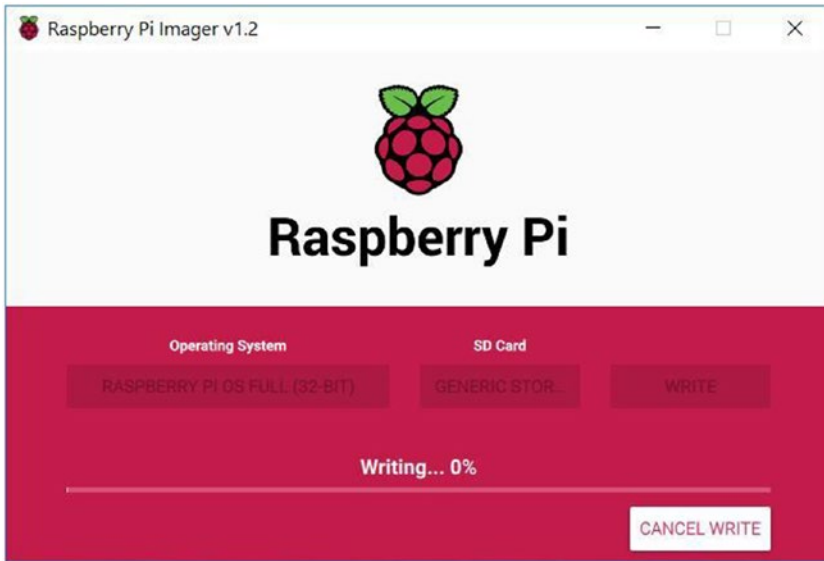 Raspberry Pi Imager v1.2
Raspberry Pi
Operating System
SD Card
RASPBERRY PI OS FULL (32-BIT)
GENERIC STOR...
WRITE
Writing... 0%
CANCEL WRITE